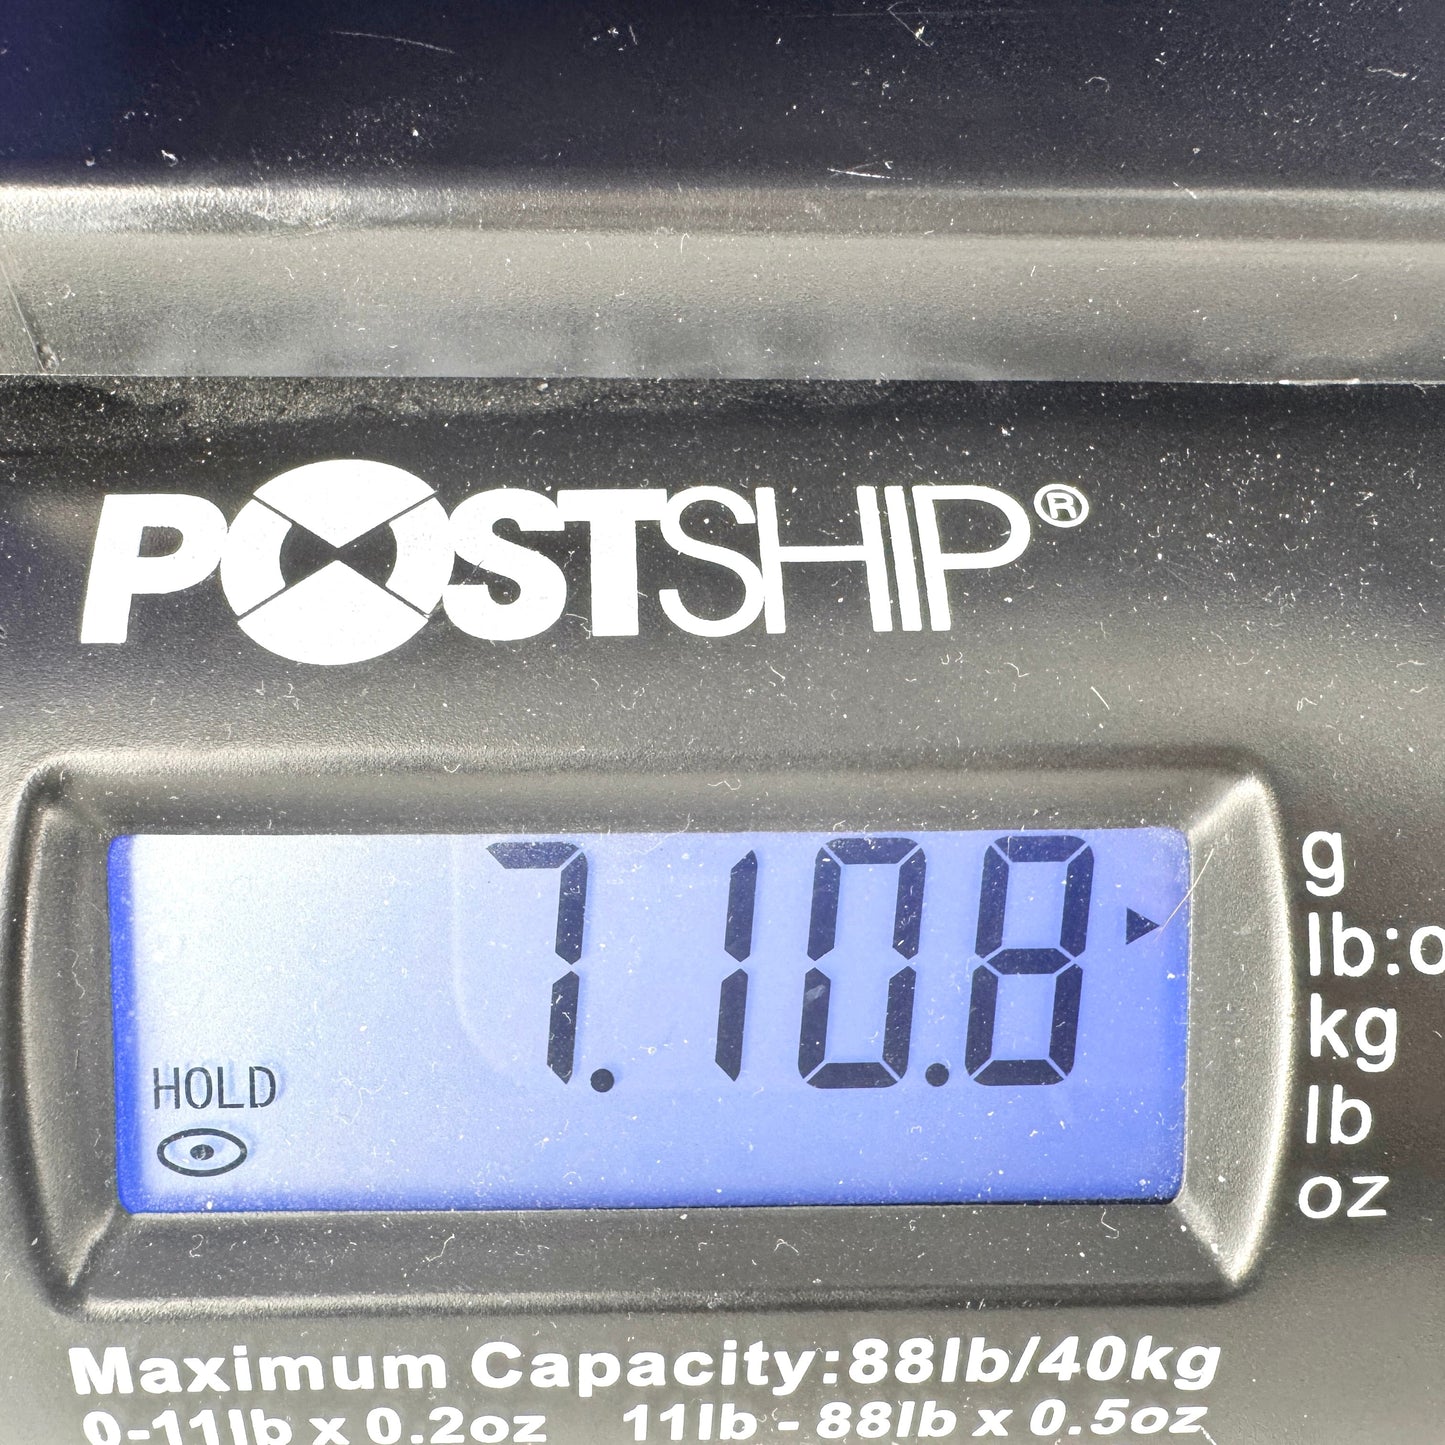 POSTSHIP®
7.10.8
HOLD
g
lb:o
kg
lb
oz
Maximum Capacity:88lb/40kg
0-11lb x 0.2oz 11lb - 88lb x 0.5oz